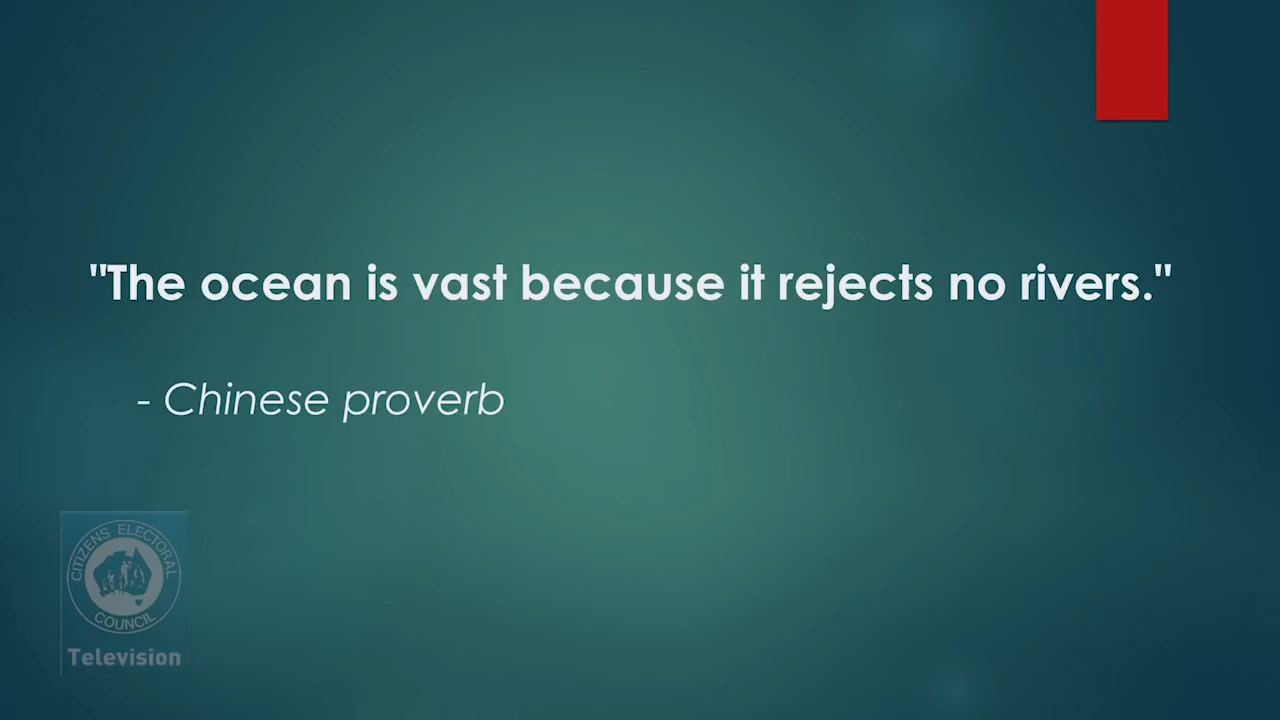 "The ocean is vast because it rejects no rivers."
- Chinese proverb
CITIZENS ELECTORAL
COUNCIL
Television